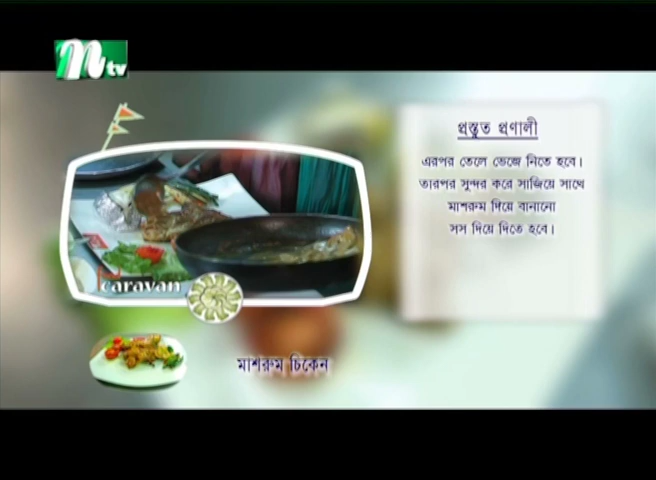 ntv
প্রস্তুত প্রণালী
এরপর তেলে ভেজে নিতে হবে।
তারপর সুন্দর করে সাজিয়ে সাথে
মাশরুম দিয়ে বানানো
সস দিয়ে দিতে হবে।
caravan
মাশরুম চিকেন